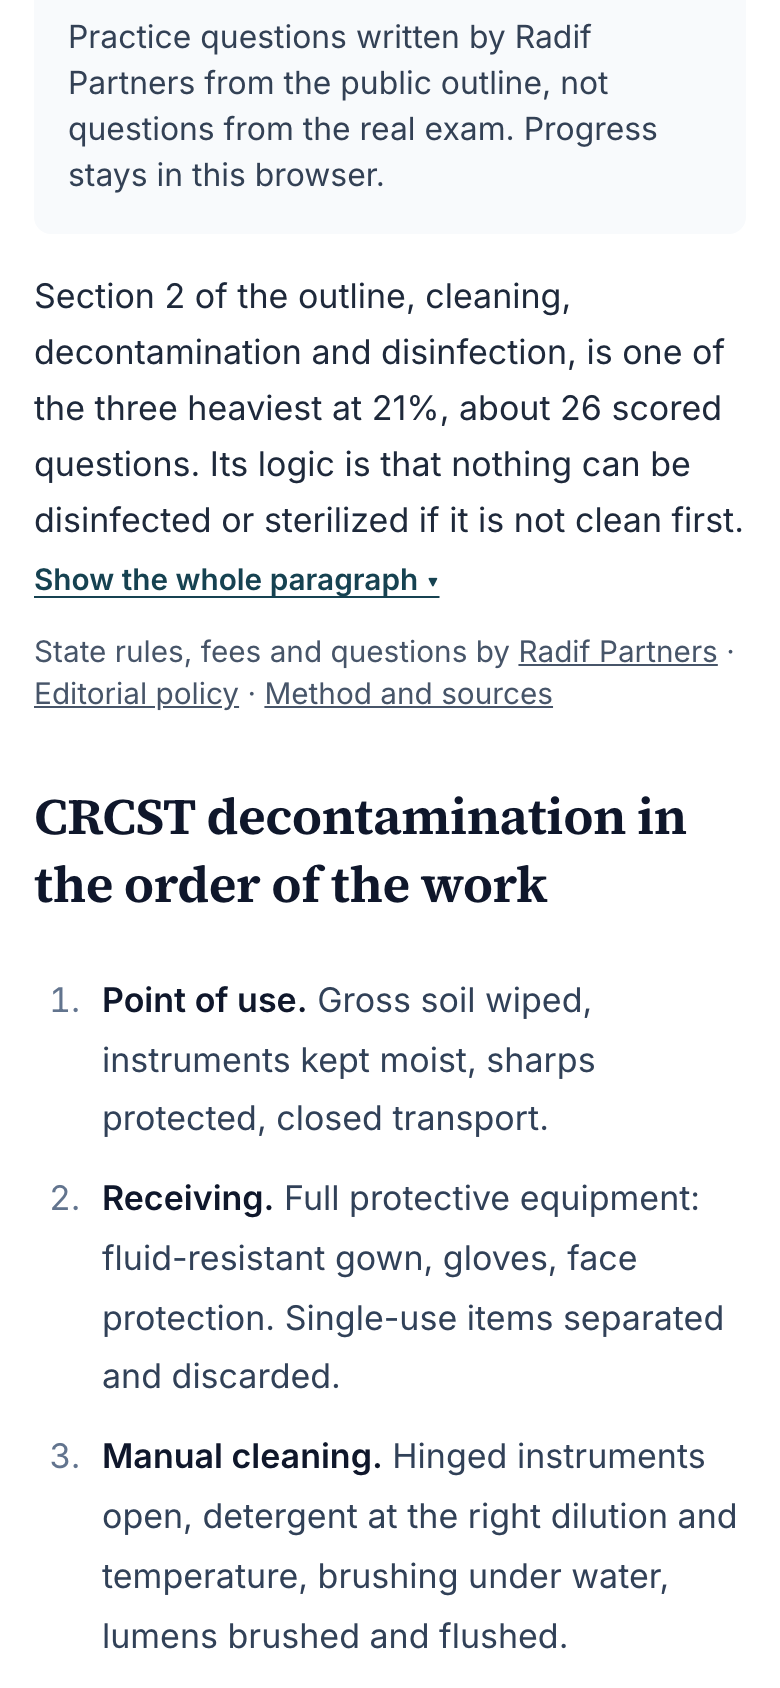 Practice questions written by Radif
Partners from the public outline, not
questions from the real exam. Progress
stays in this browser.
Section 2 of the outline, cleaning,
decontamination and disinfection, is one of
the three heaviest at 21%, about 26 scored
questions. Its logic is that nothing can be
disinfected or sterilized if it is not clean first.
Show the whole paragraph ▾
State rules, fees and questions by Radif Partners ·
Editorial policy · Method and sources
CRCST decontamination in
the order of the work
1. Point of use. Gross soil wiped,
instruments kept moist, sharps
protected, closed transport.
2. Receiving. Full protective equipment:
fluid-resistant gown, gloves, face
protection. Single-use items separated
and discarded.
3. Manual cleaning. Hinged instruments
open, detergent at the right dilution and
temperature, brushing under water,
lumens brushed and flushed.